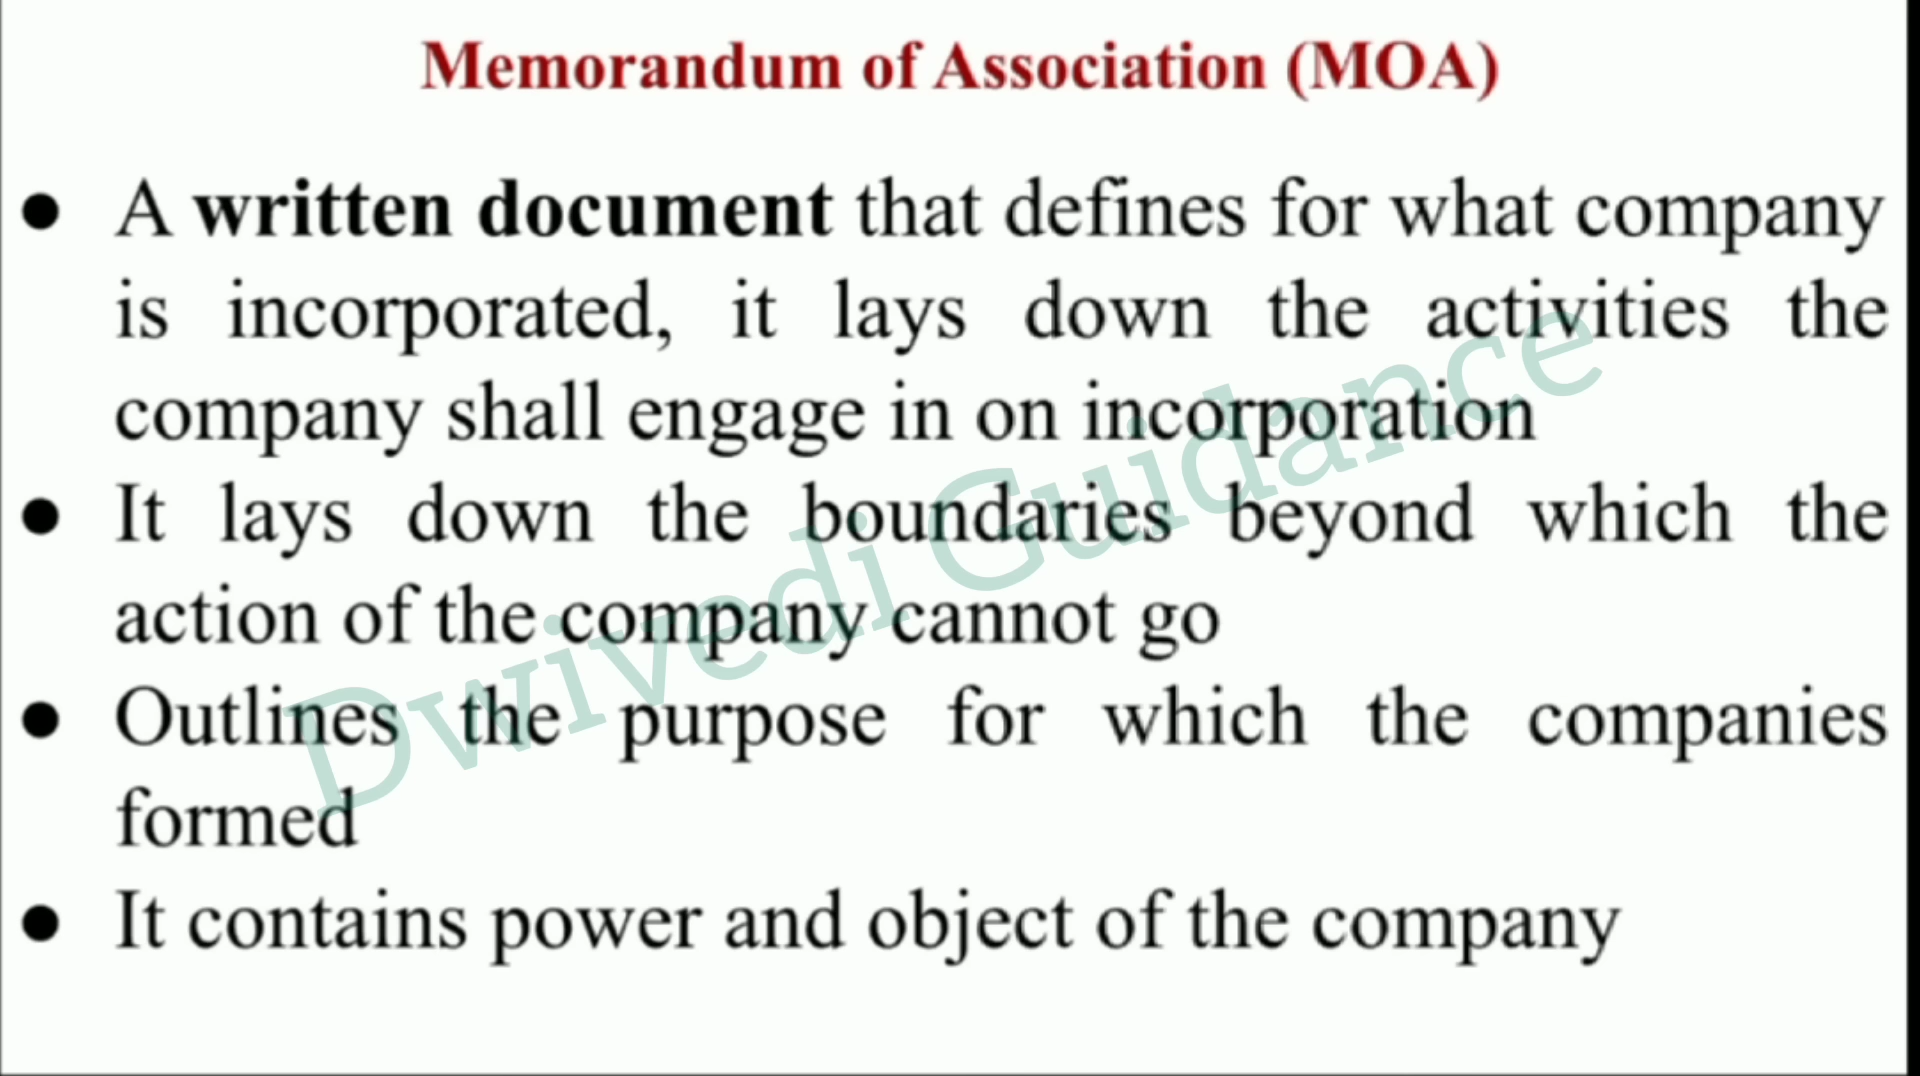 Memorandum of Association (MOA)
● A written document that defines for what company
is incorporated, it lays down the activities the
company shall engage in on incorporation
● It lays down the boundaries beyond which the
action of the company cannot go
● Outlines the purpose for which the companies
formed
● It contains power and object of the company
Dwivedi Guidance